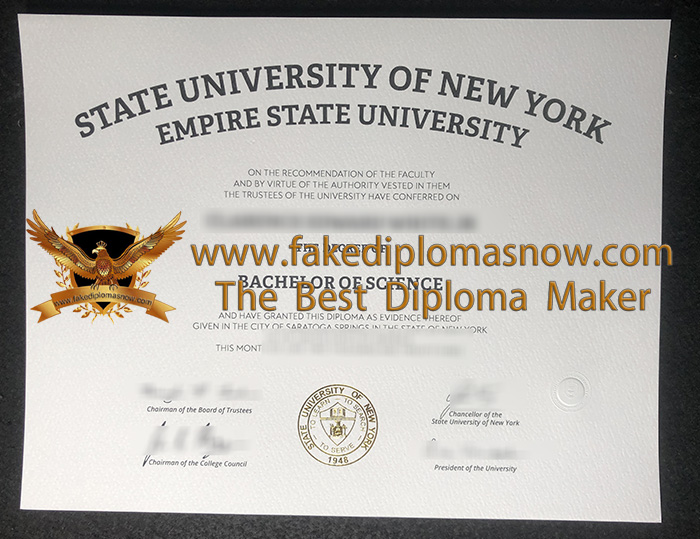 STATE UNIVERSITY OF NEW YORK
EMPIRE STATE UNIVERSITY
ON THE RECOMMENDATION OF THE FACULTY
AND BY VIRTUE OF THE AUTHORITY VESTED IN THEM
THE TRUSTEES OF THE UNIVERSITY HAVE CONFERRED ON
THE DEGREE OF
www.fakediplomasnow.com
BACHELOR OF SCIENCE
www.fakediplomasnow.com
The Best Diploma Maker
AND HAVE GRANTED THIS DIPLOMA AS EVIDENCE THEREOF
GIVEN IN THE CITY OF SARATOGA SPRINGS IN THE STATE OF NEW YORK
THIS MONT
Chairman of the Board of Trustees
Chancellor of the
State University of New York
STATE UNIVERSITY OF NEW YORK
TO LEARN TO SEARCH
TO SERVE
1948
Chairman of the College Council
President of the University